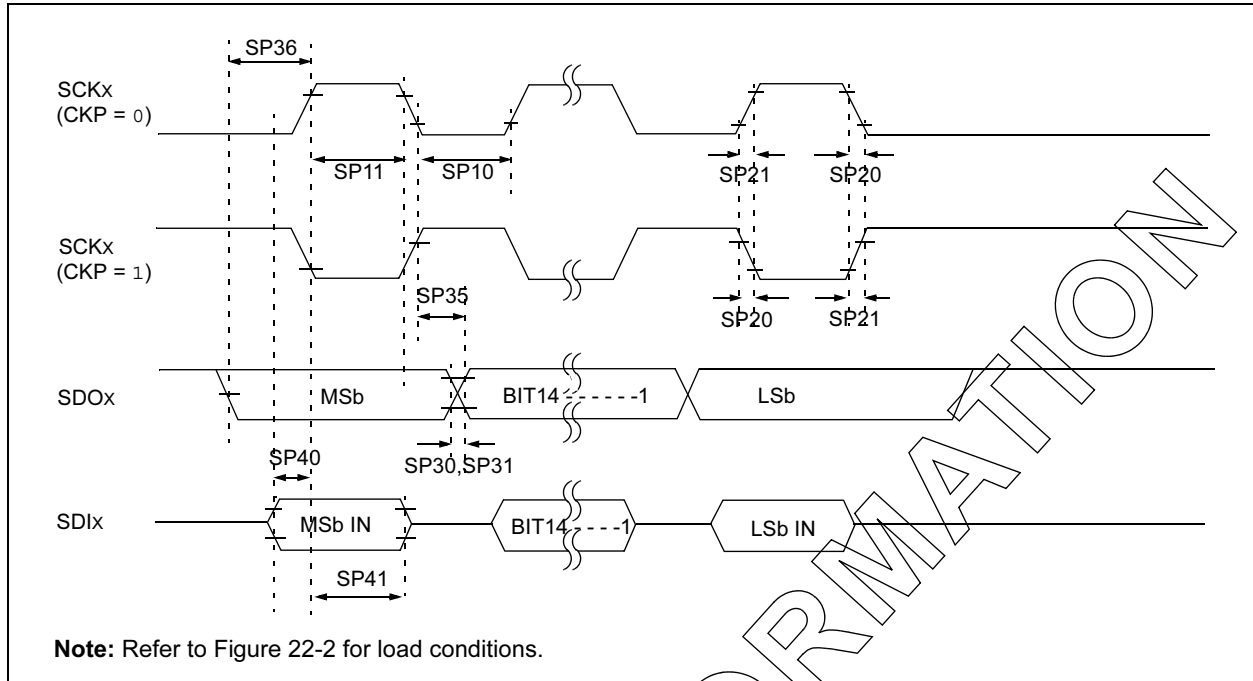 SP36
SCKx
(CKP = 0)
SP11
SP10
SP21
SP20
SCKx
(CKP = 1)
SP35
SP20
SP21
SDOx
MSb
BIT14 - - - - - -1
LSb
SP40
SP30,SP31
SDIx
MSb IN
BIT14 - - - - -1
LSb IN
SP41
Note: Refer to Figure 22-2 for load conditions.
ORMATION